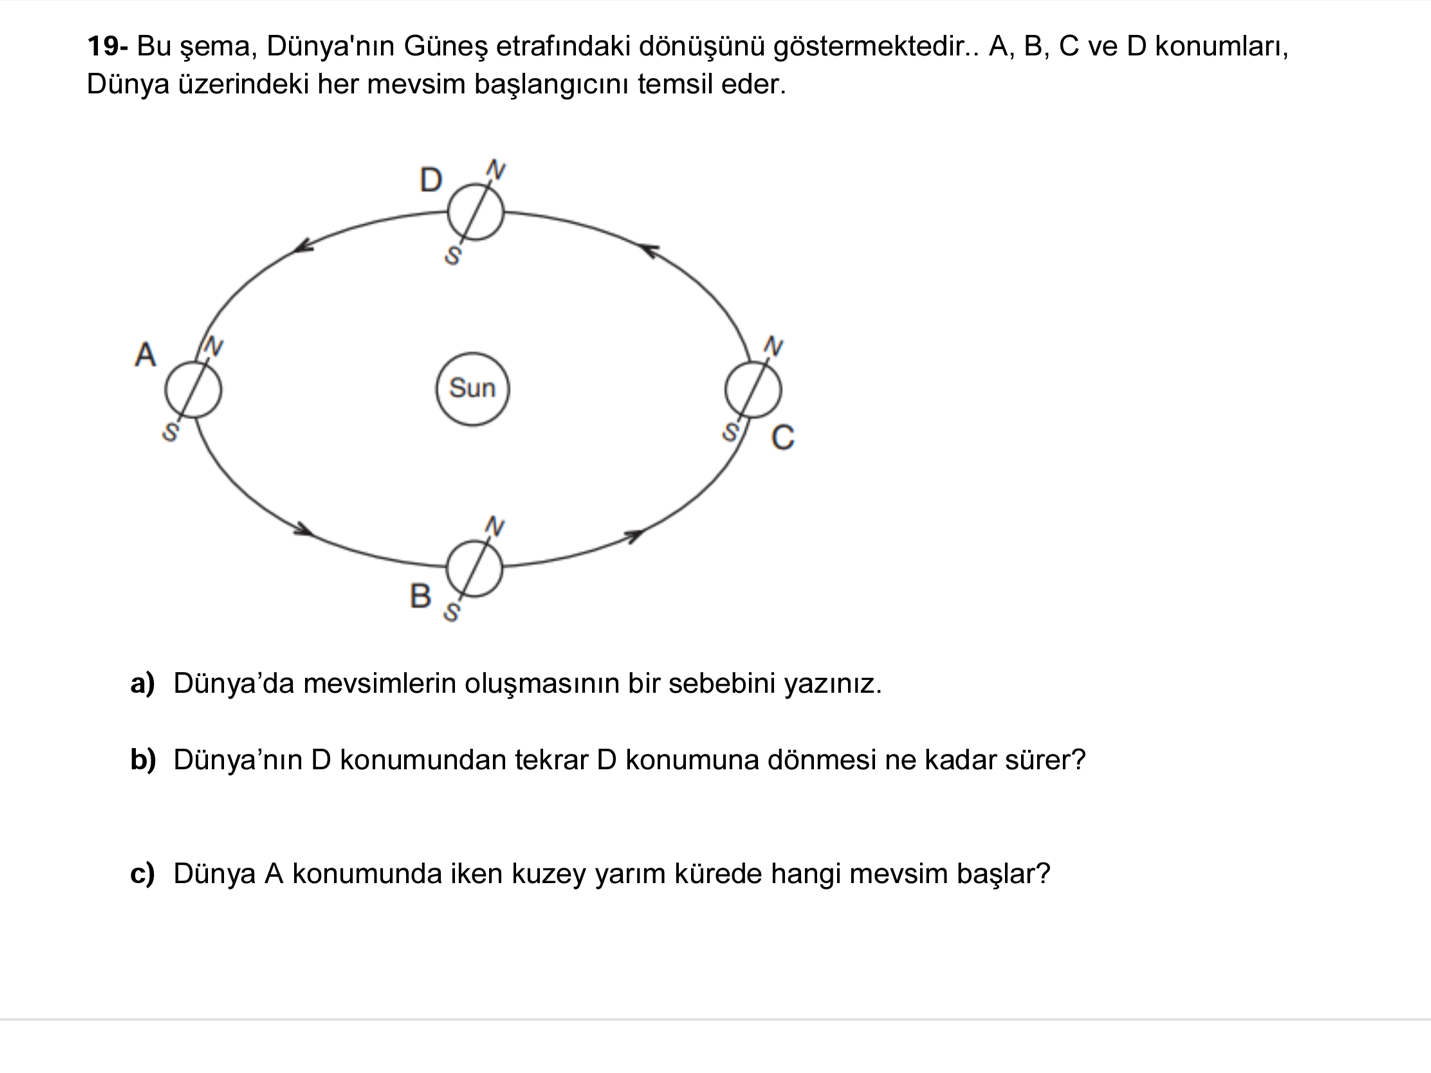 19- Bu şema, Dünya'nın Güneş etrafındaki dönüşünü göstermektedir.. A, B, C ve D konumları,
Dünya üzerindeki her mevsim başlangıcını temsil eder.
D
N
S
A
N
S
Sun
N
S
C
N
B
S
a) Dünya’da mevsimlerin oluşmasının bir sebebini yazınız.
b) Dünya’nın D konumundan tekrar D konumuna dönmesi ne kadar sürer?
c) Dünya A konumunda iken kuzey yarım kürede hangi mevsim başlar?